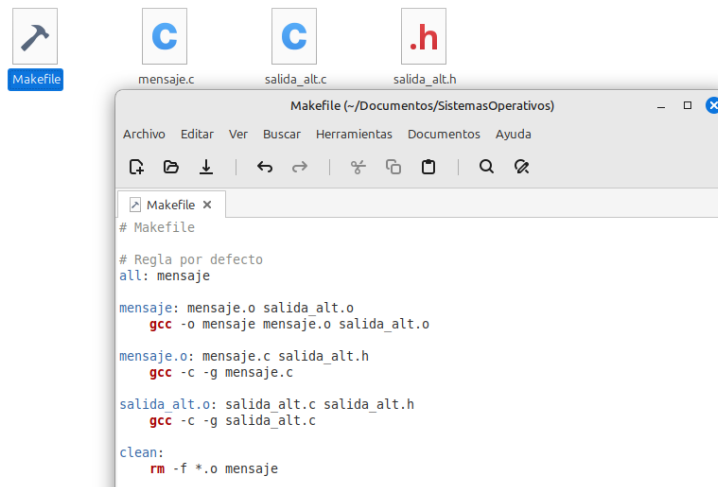 C
C
.h
Makefile
mensaje.c
salida_alt.c
salida_alt.h
Makefile (~/Documentos/SistemasOperativos)
Archivo Editar Ver Buscar Herramientas Documentos Ayuda
Makefile
# Makefile
# Regla por defecto
all: mensaje
mensaje: mensaje.o salida_alt.o
gcc -o mensaje mensaje.o salida_alt.o
mensaje.o: mensaje.c salida_alt.h
gcc -c -g mensaje.c
salida_alt.o: salida_alt.c salida_alt.h
gcc -c -g salida_alt.c
clean:
rm -f *.o mensaje